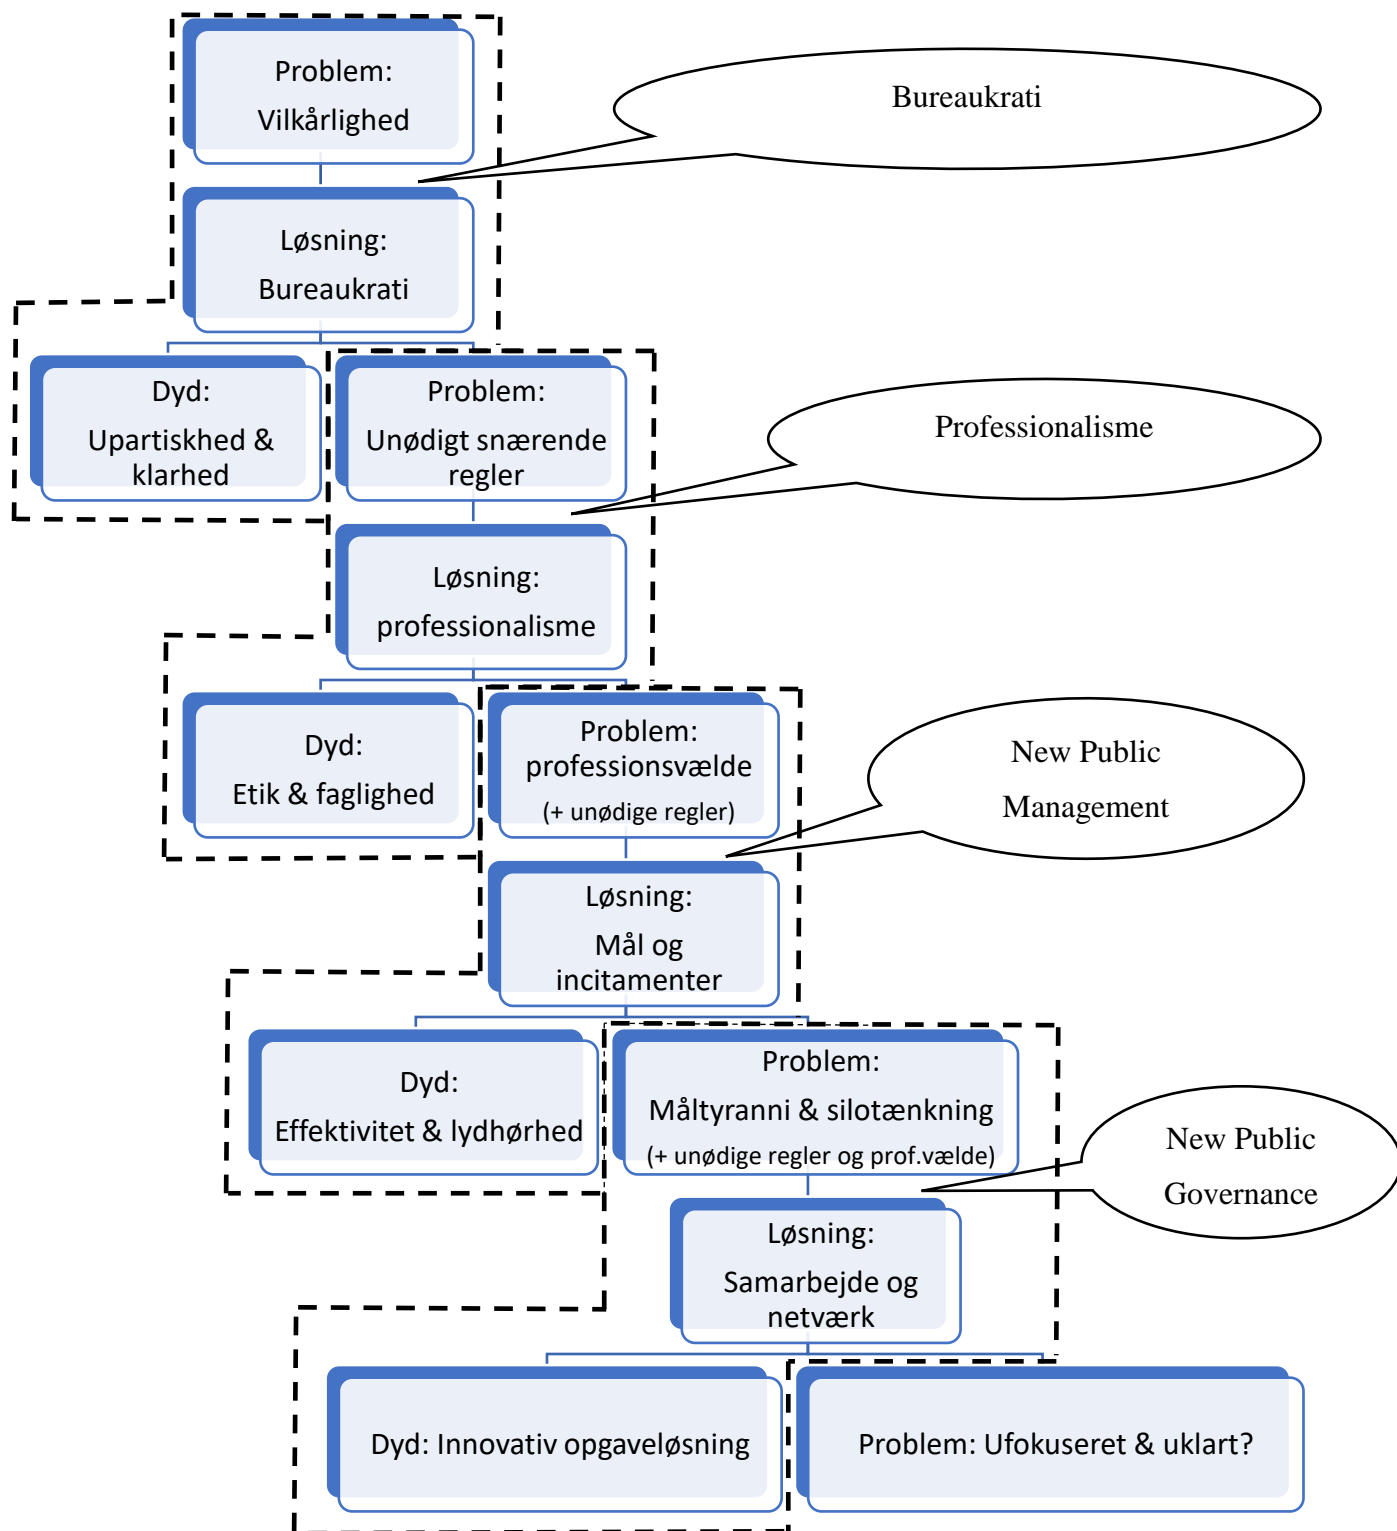 Problem:
Vilkårlighed
Bureaukrati
Løsning:
Bureaukrati
Dyd:
Upartiskhed &
klarhed
Problem:
Unødigt snærende
regler
Professionalisme
Løsning:
professionalisme
Dyd:
Etik & faglighed
Problem:
professionsvælde
(+ unødige regler)
New Public
Management
Løsning:
Mål og
incitamenter
Dyd:
Effektivitet & lydhørhed
Problem:
Måltyranni & silotænkning
(+ unødige regler og prof.vælde)
New Public
Governance
Løsning:
Samarbejde og
netværk
Dyd: Innovativ opgaveløsning
Problem: Ufokuseret & uklart?